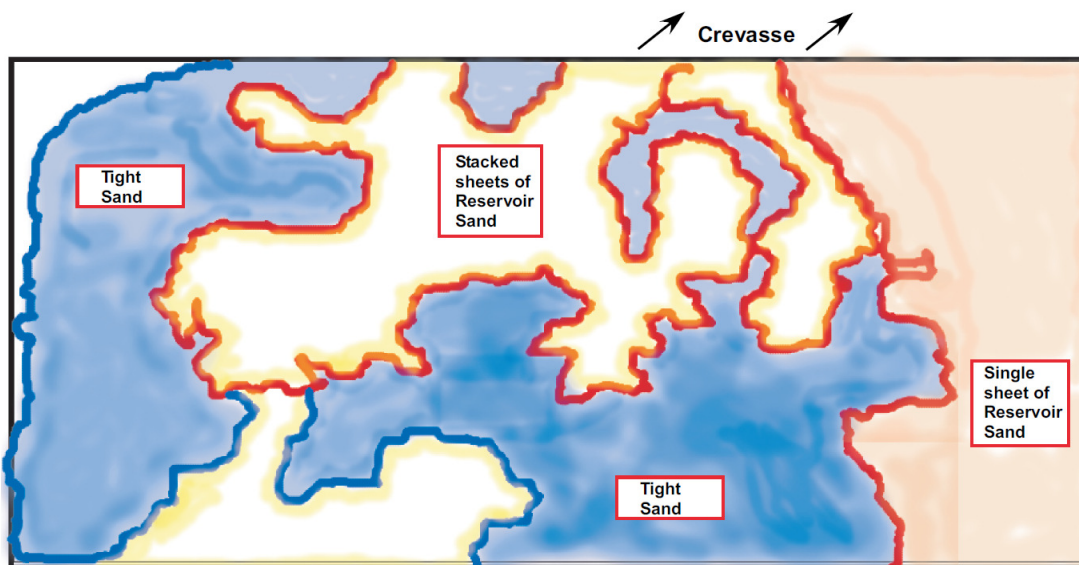 Crevasse
Stacked
sheets of
Reservoir
Sand
Tight
Sand
Single
sheet of
Reservoir
Sand
Tight
Sand